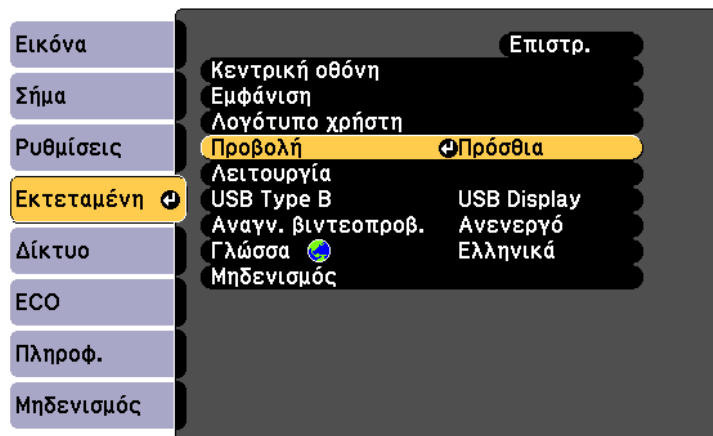 Εικόνα
Σήμα
Ρυθμίσεις
Εκτεταμένη
Δίκτυο
ECO
Πληροφ.
Μηδενισμός
Επιστρ.
Κεντρική οθόνη
Εμφάνιση
Λογότυπο χρήστη
Προβολή Πρόσθια
Λειτουργία
USB Type B USB Display
Αναγν. βιντεοπροβ. Ανενεργό
Γλώσσα Ελληνικά
Μηδενισμός